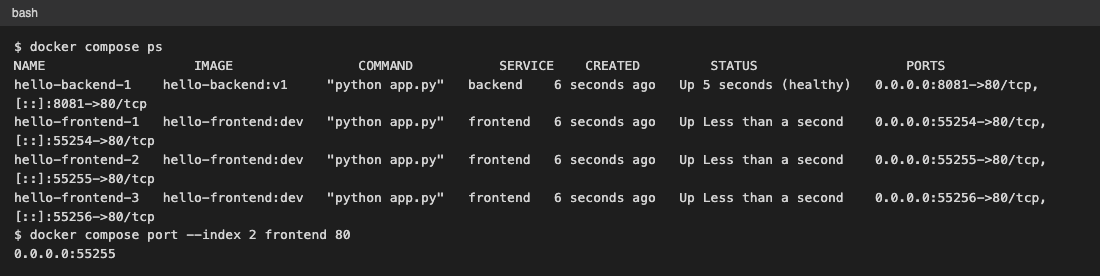 bash
$ docker compose ps
NAME IMAGE COMMAND SERVICE CREATED STATUS PORTS
hello-backend-1 hello-backend:v1 "python app.py" backend 6 seconds ago Up 5 seconds (healthy) 0.0.0.0:8081->80/tcp,
[::]:8081->80/tcp
hello-frontend-1 hello-frontend:dev "python app.py" frontend 6 seconds ago Up Less than a second 0.0.0.0:55254->80/tcp,
[::]:55254->80/tcp
hello-frontend-2 hello-frontend:dev "python app.py" frontend 6 seconds ago Up Less than a second 0.0.0.0:55255->80/tcp,
[::]:55255->80/tcp
hello-frontend-3 hello-frontend:dev "python app.py" frontend 6 seconds ago Up Less than a second 0.0.0.0:55256->80/tcp,
[::]:55256->80/tcp
$ docker compose port --index 2 frontend 80
0.0.0.0:55255